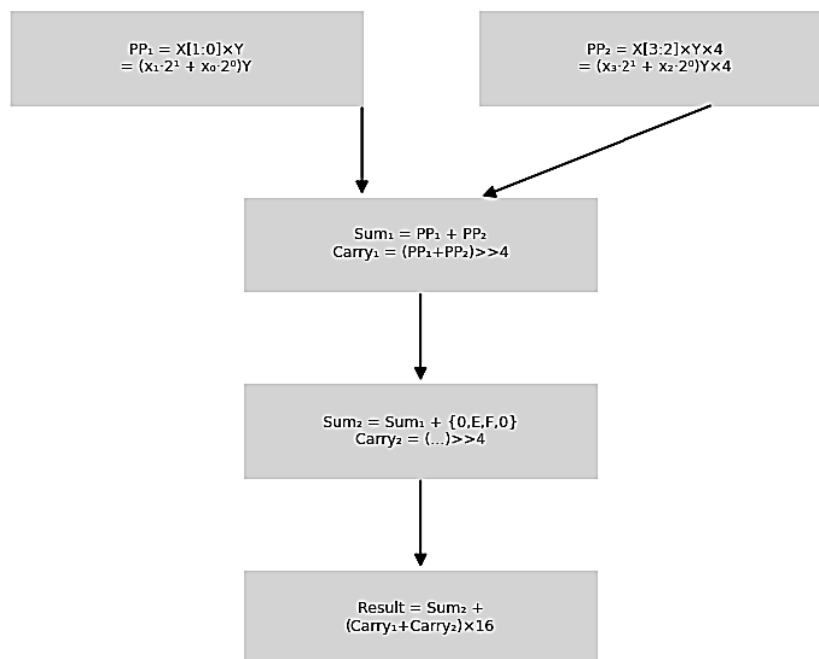 PP₁ = X[1:0]×Y
= (x₁·2¹ + x₀·2⁰)Y
PP₂ = X[3:2]×Y×4
= (x₃·2¹ + x₂·2⁰)Y×4
Sum₁ = PP₁ + PP₂
Carry₁ = (PP₁+PP₂)>>4
Sum₂ = Sum₁ + {0,E,F,0}
Carry₂ = (...)>>4
Result = Sum₂ +
(Carry₁+Carry₂)×16